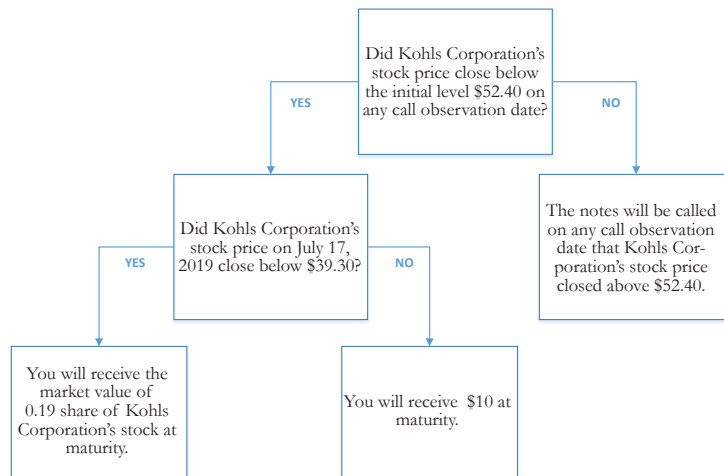 Did Kohls Corporation's
stock price close below
the initial level $52.40 on
any call observation date?
YES
NO
Did Kohls Corporation's
stock price on July 17,
2019 close below $39.30?
The notes will be called
on any call observation
date that Kohls Cor-
poration's stock price
closed above $52.40.
YES
NO
You will receive the
market value of
0.19 share of Kohls
Corporation's stock at
maturity.
You will receive $10 at
maturity.